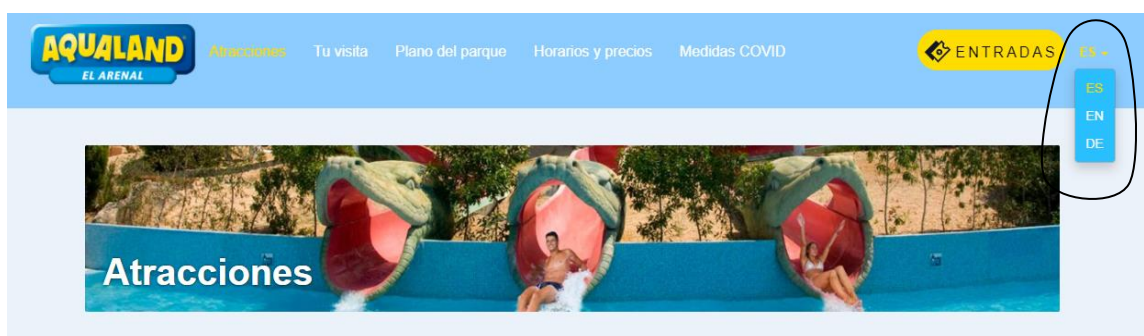 AQUALAND
EL ARENAL
Atracciones Tu visita Plano del parque Horarios y precios Medidas COVID ENTRADAS ES
ES
EN
DE
Atracciones